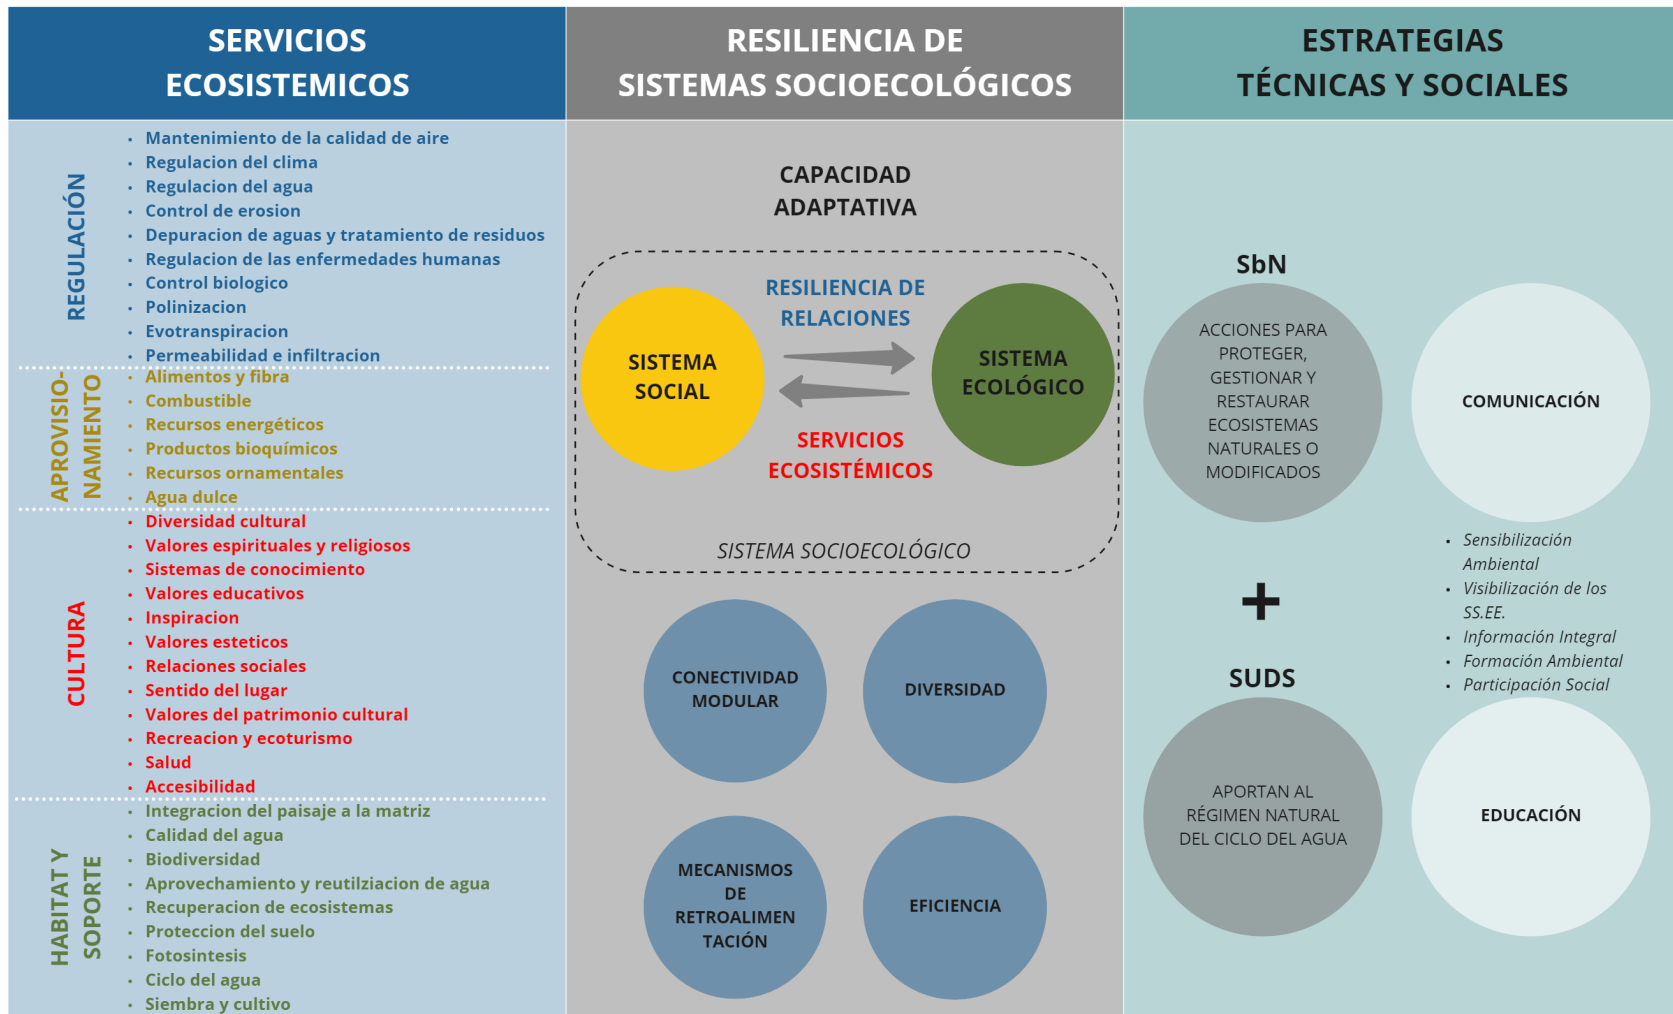 SERVICIOS
ECOSISTEMICOS
REGULACIÓN
Mantenimiento de la calidad de aire
Regulacion del clima
Regulacion del agua
Control de erosion
Depuracion de aguas y tratamiento de residuos
Regulacion de las enfermedades humanas
Control biologico
Polinizacion
Evotranspiracion
Permeabilidad e infiltracion
APROVISIO-
NAMIENTO
Alimentos y fibra
Combustible
Recursos energéticos
Productos bioquímicos
Recursos ornamentales
Agua dulce
CULTURA
Diversidad cultural
Valores espirituales y religiosos
Sistemas de conocimiento
Valores educativos
Inspiracion
Valores esteticos
Relaciones sociales
Sentido del lugar
Valores del patrimonio cultural
Recreacion y ecoturismo
Salud
Accesibilidad
HABITAT Y
SOPORTE
Integracion del paisaje a la matriz
Calidad del agua
Biodiversidad
Aprovechamiento y reutilziacion de agua
Recuperacion de ecosistemas
Proteccion del suelo
Fotosintesis
Ciclo del agua
Siembra y cultivo
RESILIENCIA DE
SISTEMAS SOCIOECOLÓGICOS
CAPACIDAD
ADAPTATIVA
SISTEMA
SOCIAL
RESILIENCIA DE
RELACIONES
SERVICIOS
ECOSISTÉMICOS
SISTEMA
ECOLÓGICO
SISTEMA SOCIOECOLÓGICO
CONECTIVIDAD
MODULAR
DIVERSIDAD
MECANISMOS
DE
RETROALIMEN
TACIÓN
EFICIENCIA
ESTRATEGIAS
TÉCNICAS Y SOCIALES
SbN
ACCIONES PARA
PROTEGER,
GESTIONAR Y
RESTAURAR
ECOSISTEMAS
NATURALES O
MODIFICADOS
+
SUDS
APORTAN AL
RÉGIMEN NATURAL
DEL CICLO DEL AGUA
COMUNICACIÓN
Sensibilización
Ambiental
Visibilización de los
SS.EE.
Información Integral
Formación Ambiental
Participación Social
EDUCACIÓN